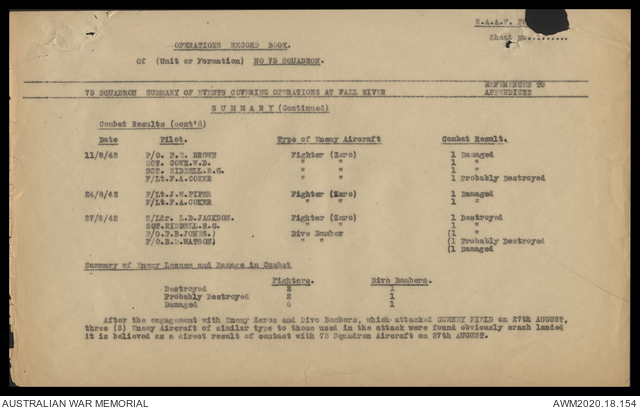 R.A.A.F.
Sheet no.........
OPERATIONS RECORD BOOK.
of (Unit or Formation) NO 75 SQUADRON.
75 SQUADRON SUMMARY OF EVENTS COVERING OPERATIONS AT FALL RIVER REFERENCES TO APPENDICES
SUMMARY (Continued)
Combat Results (cont'd)
Date Pilot. Type of Enemy Aircraft Combat Result.
11/8/42 P/O. P.E. BROWN Fighter (Zero) 1 Damaged
SGT. COWE.W.D. " " 1 "
SGT. RIDDELL.R.G. " " 1 "
F/Lt.F.A.COKER " " 1 Probably Destroyed
24/8/42 F/Lt.J.W.PIPER Fighter (Zero) 1 Damaged
F/Lt.F.A.COKER " " 1 "
27/8/42 S/Ldr. L.D.JACKSON. Fighter (Zero) 1 Destroyed
SGT.RIDDELL.R.G. " " 1 "
P/O.P.B.JONES.) Dive Bomber (1 "
F/O.B.D.WATSON) " " (1 Probably Destroyed
(1 Damaged
Summary of Enemy Losses and Damage in Combat
Fighters. Dive Bombers.
Destroyed 2 1
Probably Destroyed 2 1
Damaged 6 1
After the engagement with Enemy Zeros and Dive Bombers, which attacked GURNEY FIELD on 27th AUGUST,
three (3) Enemy Aircraft of similar type to those used in the attack were found obviously crash landed
it is believed as a direct result of contact with 75 Squadron Aircraft on 27th AUGUST.
AUSTRALIAN WAR MEMORIAL
AWM2020.18.154